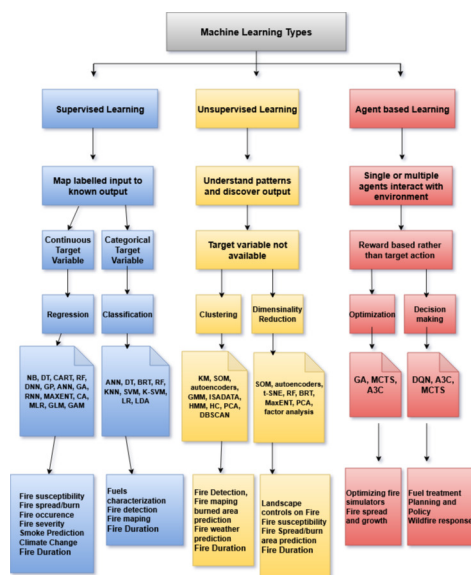 Machine Learning Types
Supervised Learning
Unsupervised Learning
Agent based Learning
Map labelled input to
known output
Understand patterns
and discover output
Single or multiple
agents interact with
environment
Continuous
Target
Variable
Categorical
Target
Variable
Target variable not
available
Reward based rather
than target action
Regression
Classification
Clustering
Dimensinality
Reduction
Optimization
Decision
making
NB, DT, CART, RF,
DNN, GP, ANN, GA,
RNN, MAXENT, CA,
MLR, GLM, GAM
ANN, DT, BRT, RF,
KNN, SVM, K-SVM,
LR, LDA
KM, SOM,
autoencoders,
GMM, ISADATA,
HMM, HC, PCA,
DBSCAN
SOM, autoencoders,
t-SNE, RF, BRT,
MaxENT, PCA,
factor analysis
GA, MCTS,
A3C
DQN, A3C,
MCTS
Fire susceptibility
Fire spread/burn
Fire occurence
Fire severity
Smoke Prediction
Climate Change
Fire Duration
Fuels
characterization
Fire detection
Fire maping
Fire Duration
Fire Detection,
Fire maping
burned area
prediction
Fire weather
prediction
Fire Duration
Landscape
controls on Fire
Fire susceptibility
Fire Spread/burn
area prediction
Fire Duration
Optimizing fire
simulators
Fire spread
and growth
Fuel treatment
Planning and
Policy
Wildfire response